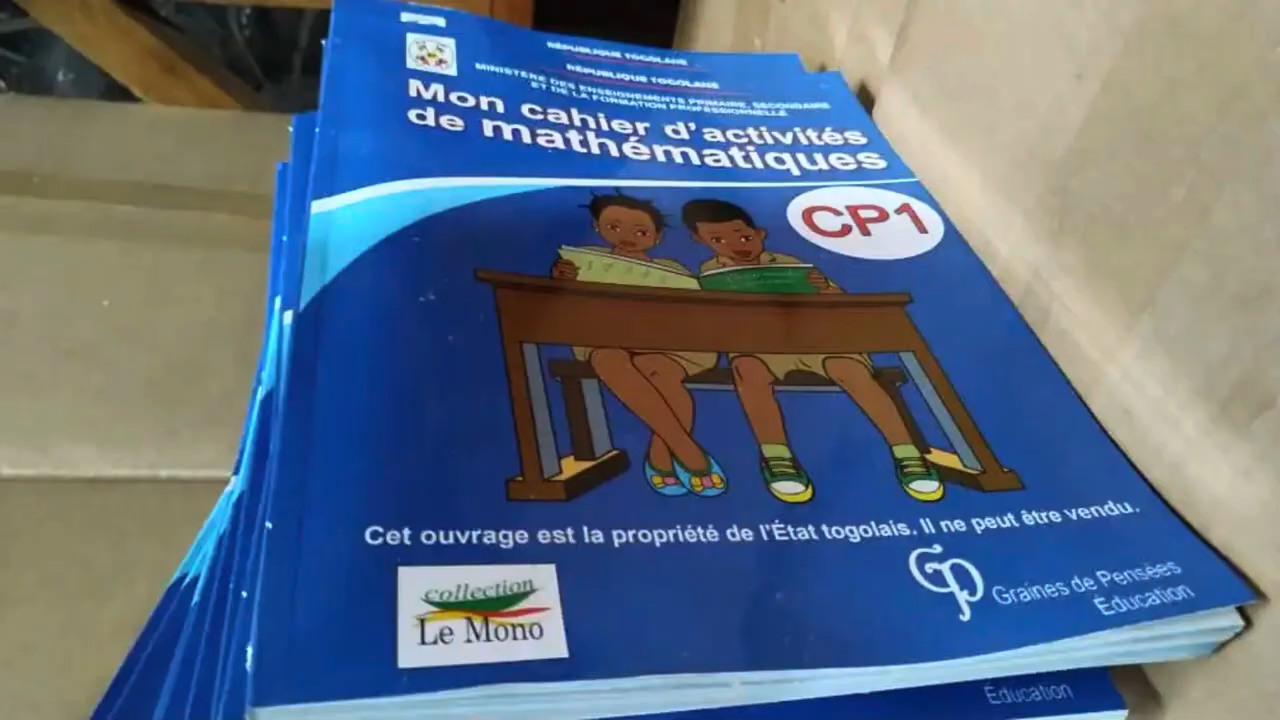 RÉPUBLIQUE TOGOLAISE
RÉPUBLIQUE TOGOLAISE
MINISTÈRE DES ENSEIGNEMENTS PRIMAIRE, SECONDAIRE
ET DE LA FORMATION PROFESSIONNELLE
Mon cahier d'activités
de mathématiques
CP1
Cet ouvrage est la propriété de l'État togolais. Il ne peut être vendu.
collection
Le Mono
GP
Graines de Pensées
Éducation
Éducation